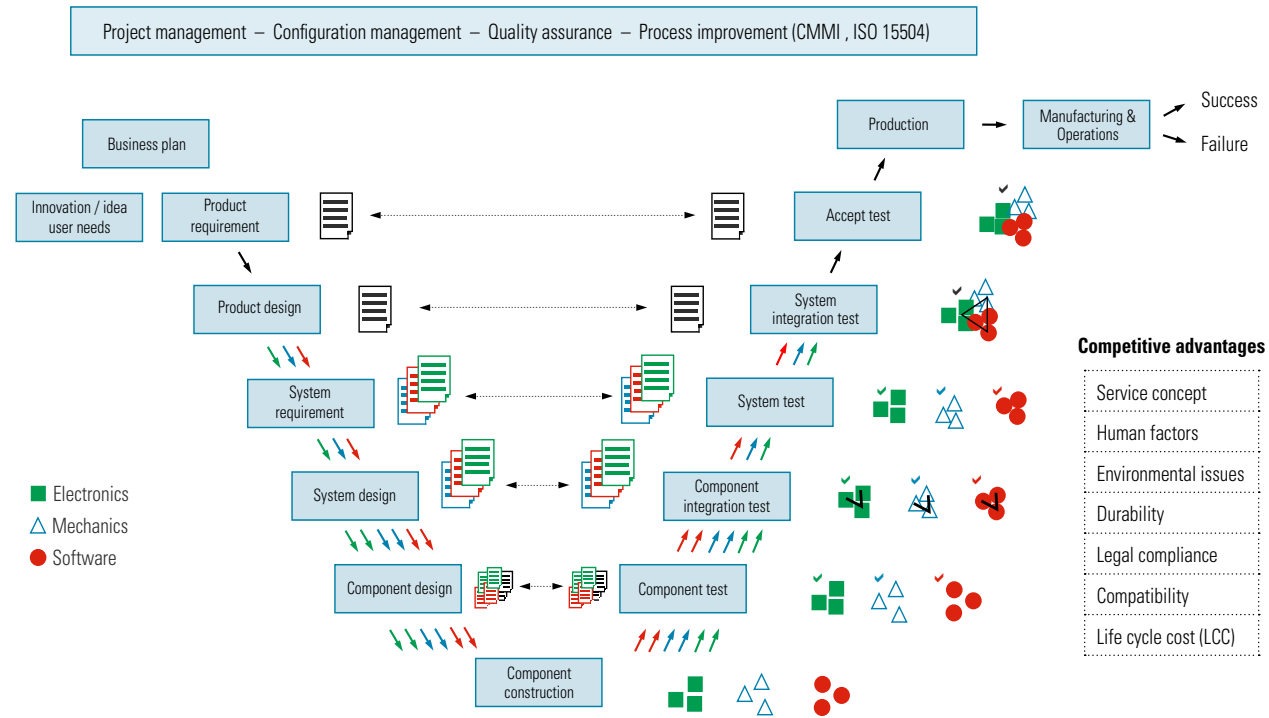 Project management – Configuration management – Quality assurance – Process improvement (CMMI , ISO 15504)
Business plan
Innovation / idea
user needs
Product
requirement
Product design
System
requirement
System design
Component design
Component
construction
Component test
Component
integration test
System test
System
integration test
Accept test
Production
Manufacturing &
Operations
Success
Failure
Electronics
Mechanics
Software
Competitive advantages
Service concept
Human factors
Environmental issues
Durability
Legal compliance
Compatibility
Life cycle cost (LCC)